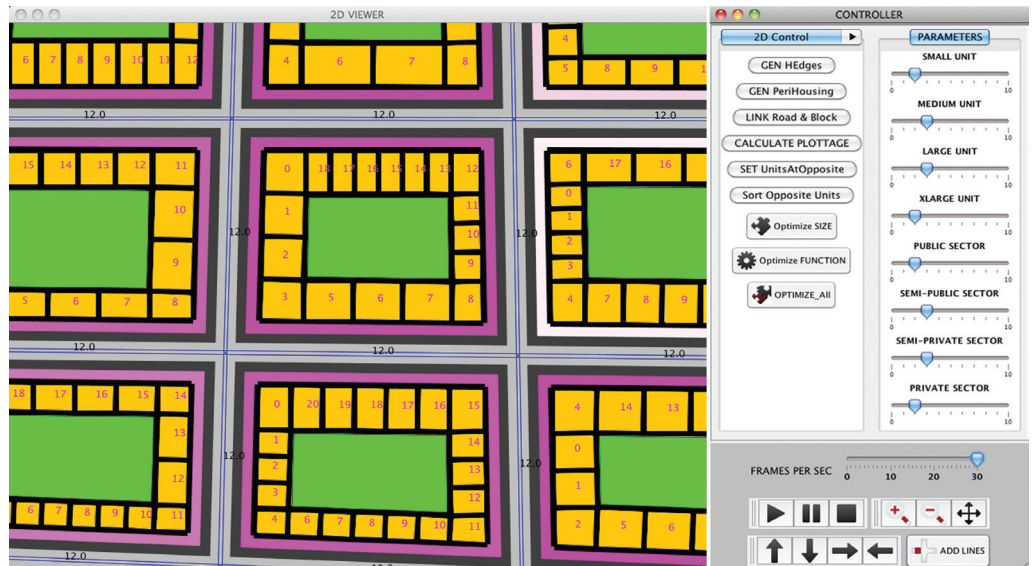 2D VIEWER
6 7 8 9 10 11 12
4 6 7 8
4
5 8 9 1
12.0 12.0
15 14 13 12 11
10
9
5 6 7 8
0 18 17 16 15 14 13 12
1 11
2 10
9
3 5 6 7 8
6 17 16
0
1
2
3
4 7 8 9
12.0 12.0
12.0 12.0
18 17 16 15 14
13
12
6 7 8 9 10 11
0 20 19 18 17 16 15
1 14
2 13
3 12
4 6 7 8 9 10 11
4 14 13
0
1
2 5 6
12.0 12.0
12.0 12.0
CONTROLLER
2D Control
GEN HEdges
GEN PeriHousing
LINK Road & Block
CALCULATE PLOTTAGE
SET UnitsAtOpposite
Sort Opposite Units
Optimize SIZE
Optimize FUNCTION
OPTIMIZE_All
PARAMETERS
SMALL UNIT
0 10
MEDIUM UNIT
0 10
LARGE UNIT
0 10
XLARGE UNIT
0 10
PUBLIC SECTOR
0 10
SEMI-PUBLIC SECTOR
0 10
SEMI-PRIVATE SECTOR
0 10
PRIVATE SECTOR
0 10
FRAMES PER SEC
0 10 20 30
ADD LINES